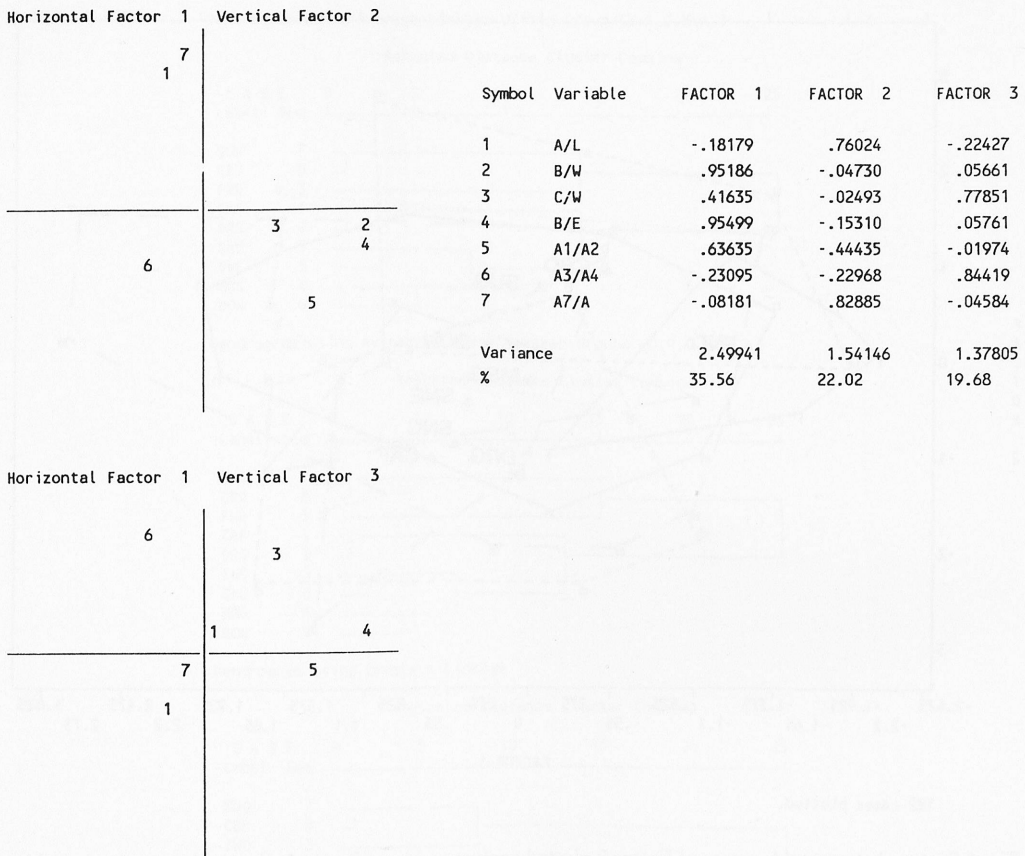 Horizontal Factor 1 Vertical Factor 2
7
1
3 2
4
6
5
Symbol Variable FACTOR 1 FACTOR 2 FACTOR 3
1 A/L -.18179 .76024 -.22427
2 B/W .95186 -.04730 .05661
3 C/W .41635 -.02493 .77851
4 B/E .95499 -.15310 .05761
5 A1/A2 .63635 -.44435 -.01974
6 A3/A4 -.23095 -.22968 .84419
7 A7/A -.08181 .82885 -.04584
Variance 2.49941 1.54146 1.37805
% 35.56 22.02 19.68
Horizontal Factor 1 Vertical Factor 3
6
3
1 4
7 5
1